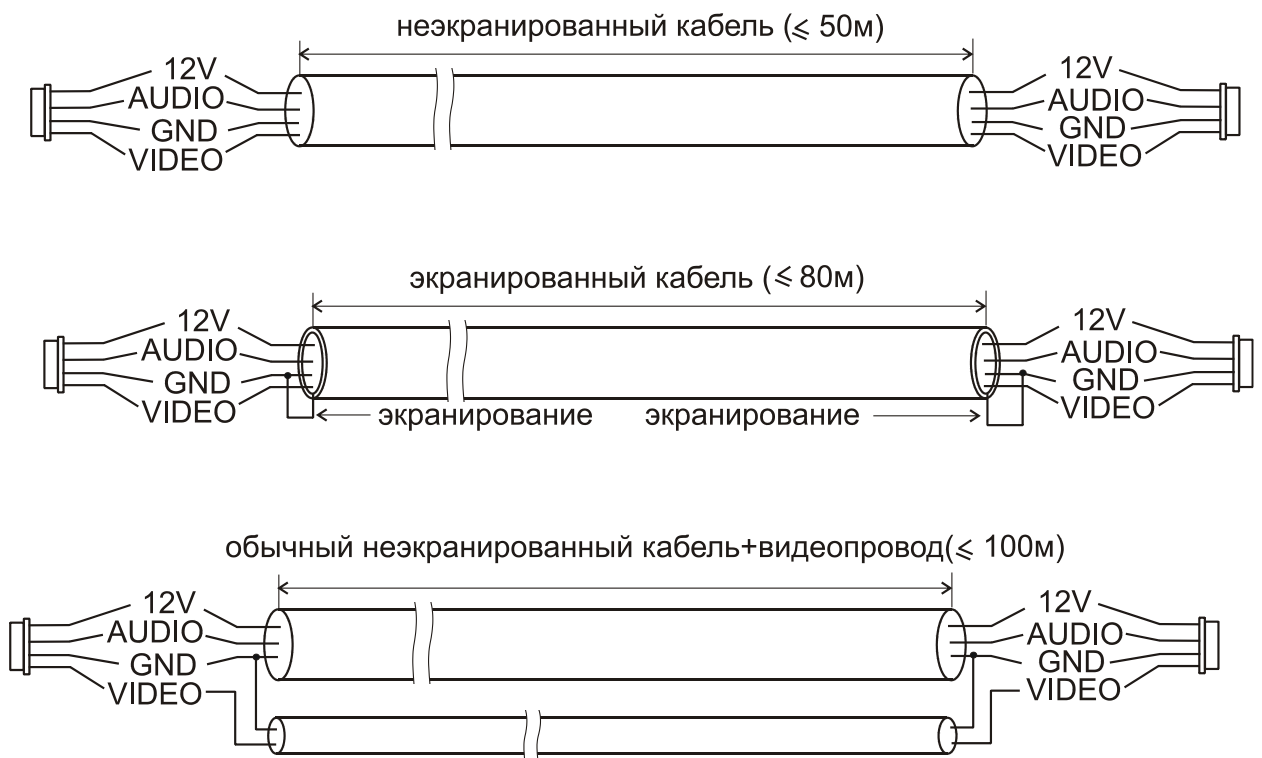 неэкранированный кабель (⩽ 50м)
12V 12V
AUDIO AUDIO
GND GND
VIDEO VIDEO
экранированный кабель (⩽ 80м)
12V 12V
AUDIO AUDIO
GND GND
VIDEO VIDEO
экранирование экранирование
обычный неэкранированный кабель+видеопровод(⩽ 100м)
12V 12V
AUDIO AUDIO
GND GND
VIDEO VIDEO